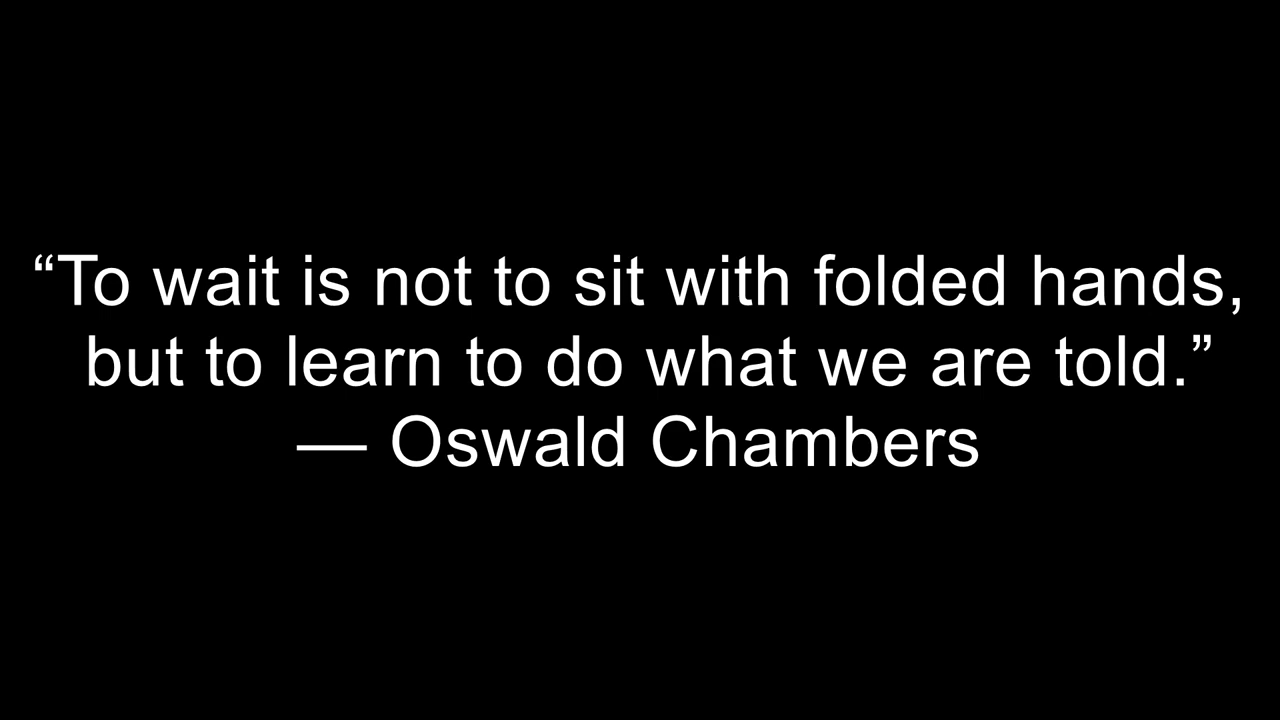 “To wait is not to sit with folded hands,
but to learn to do what we are told.”
— Oswald Chambers